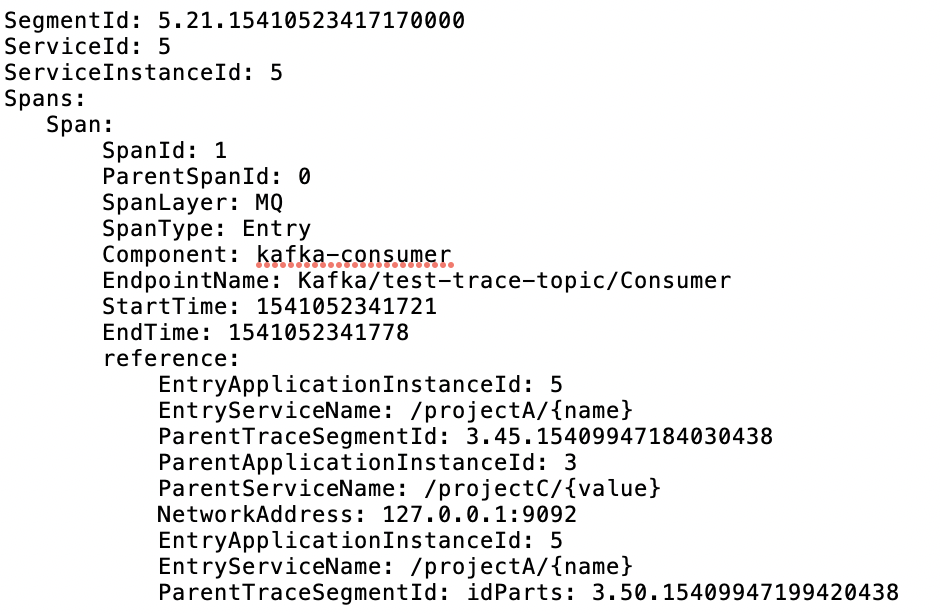 SegmentId: 5.21.15410523417170000
ServiceId: 5
ServiceInstanceId: 5
Spans:
Span:
SpanId: 1
ParentSpanId: 0
SpanLayer: MQ
SpanType: Entry
Component: kafka-consumer
EndpointName: Kafka/test-trace-topic/Consumer
StartTime: 1541052341721
EndTime: 1541052341778
reference:
EntryApplicationInstanceId: 5
EntryServiceName: /projectA/{name}
ParentTraceSegmentId: 3.45.15409947184030438
ParentApplicationInstanceId: 3
ParentServiceName: /projectC/{value}
NetworkAddress: 127.0.0.1:9092
EntryApplicationInstanceId: 5
EntryServiceName: /projectA/{name}
ParentTraceSegmentId: idParts: 3.50.15409947199420438